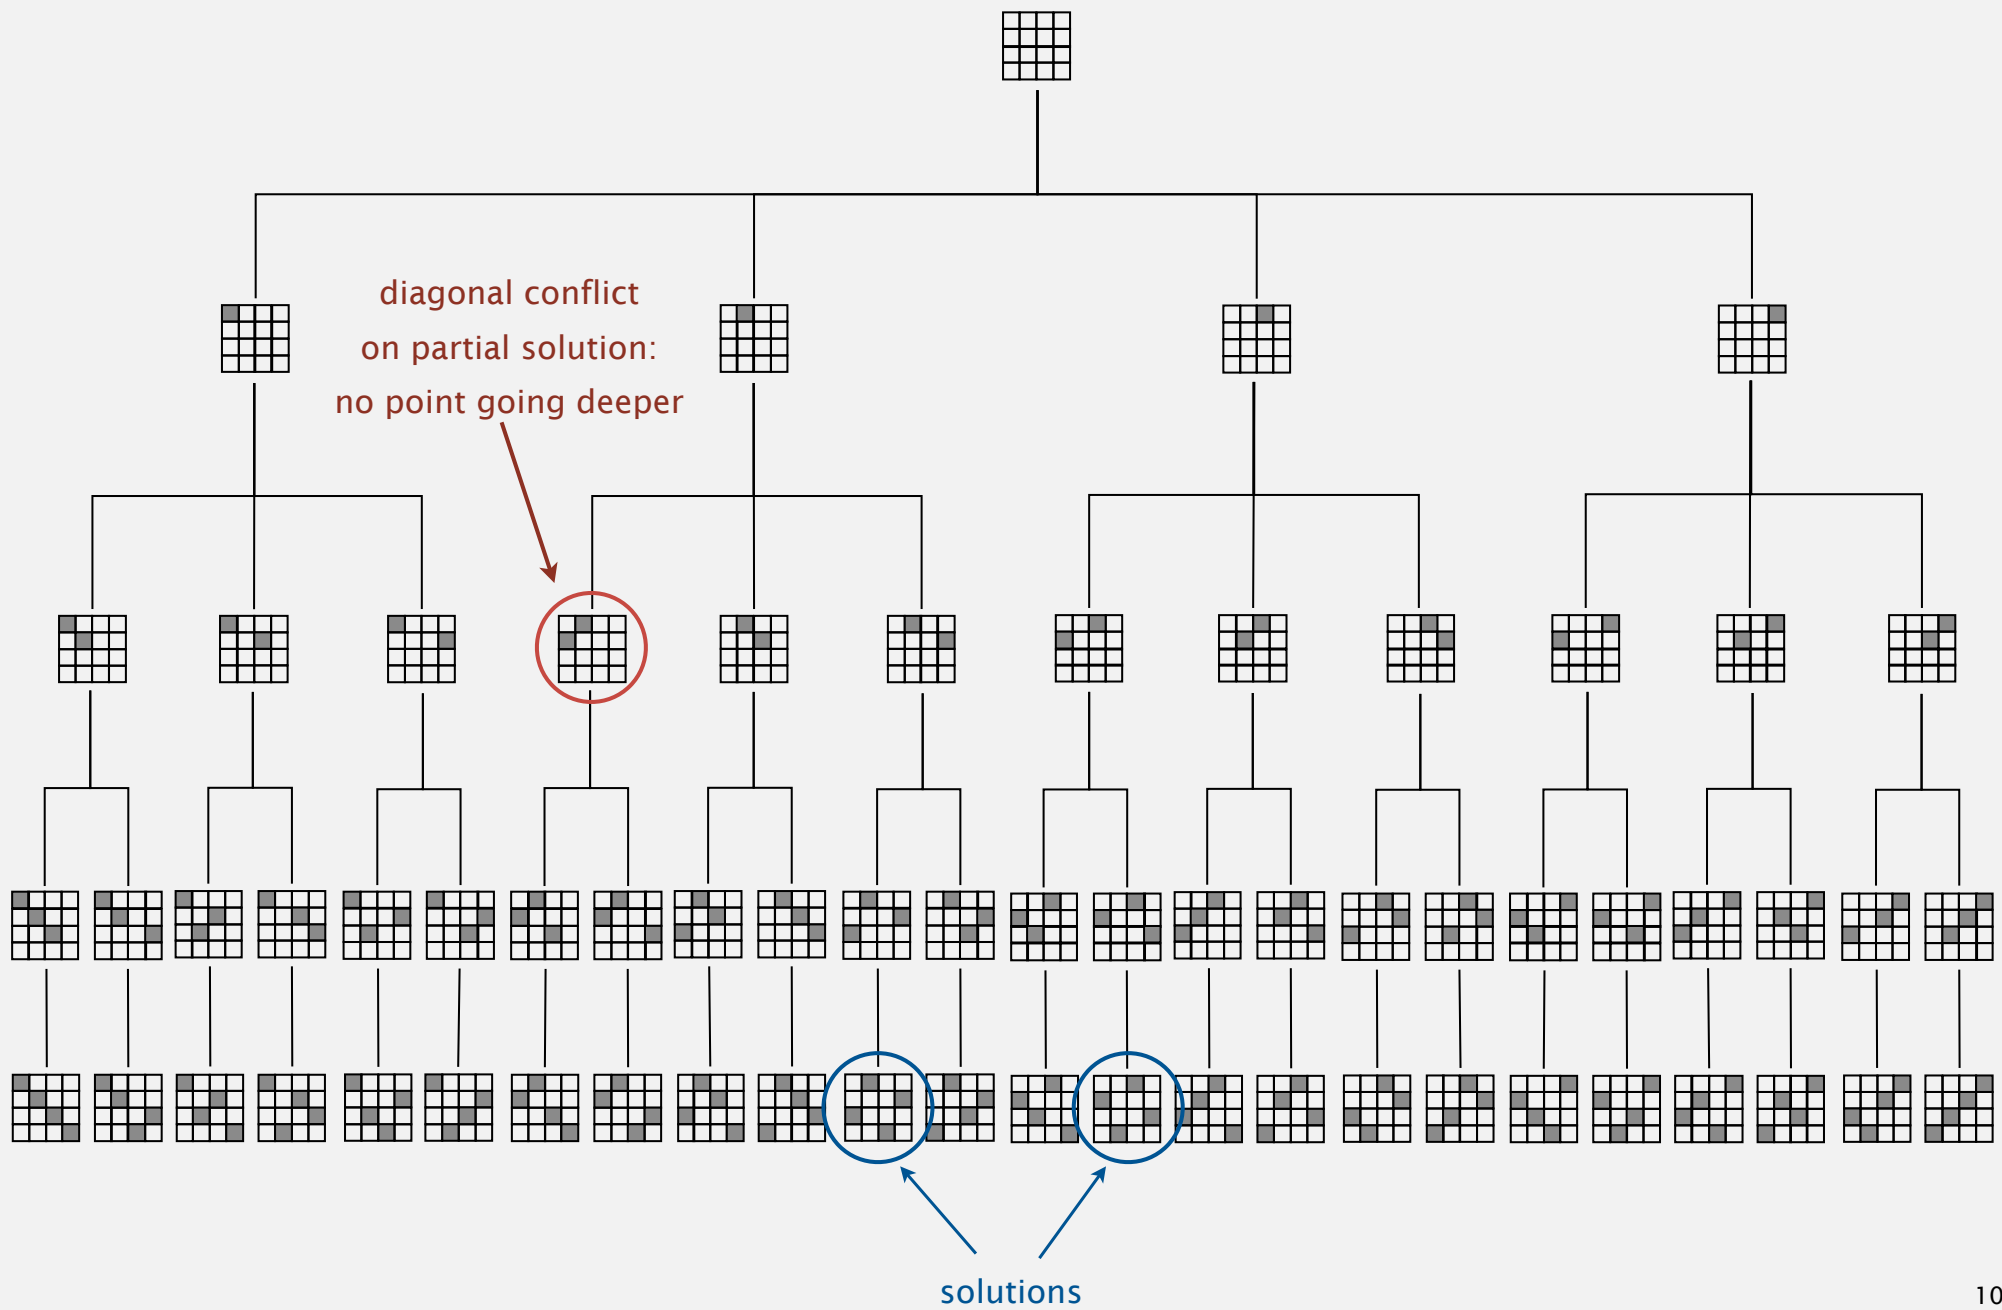 diagonal conflict
on partial solution:
no point going deeper
solutions
10